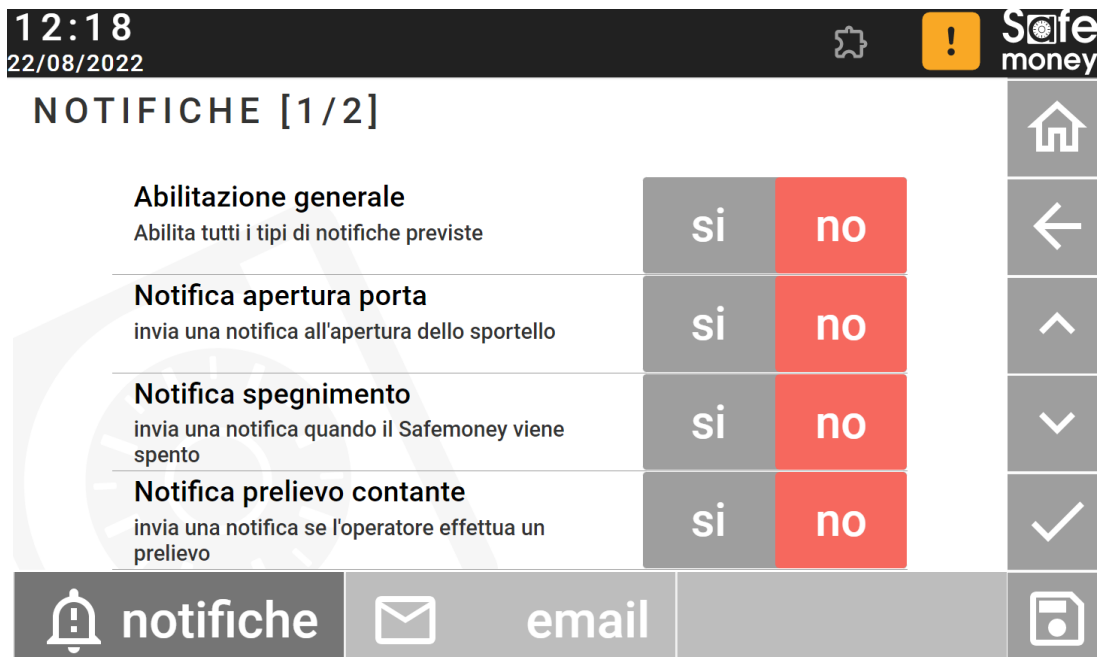 12:18
22/08/2022
!
Safe
money
NOTIFICHE [1/2]
Abilitazione generale
Abilita tutti i tipi di notifiche previste
si no
Notifica apertura porta
invia una notifica all'apertura dello sportello
si no
Notifica spegnimento
invia una notifica quando il Safemoney viene
spento
si no
Notifica prelievo contante
invia una notifica se l'operatore effettua un
prelievo
si no
notifiche
email